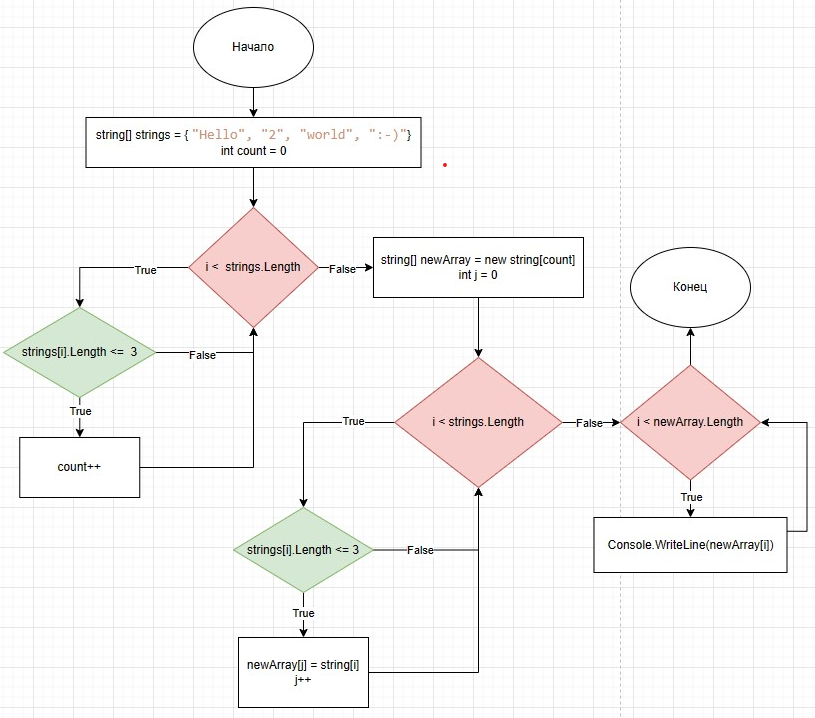 Начало
string[] strings = { "Hello", "2", "world", ":-)"}
int count = 0
i <  strings.Length
True
False
string[] newArray = new string[count]
int j = 0
Конец
strings[i].Length <=  3
False
True
count++
i < strings.Length
True
False
i < newArray.Length
True
Console.WriteLine(newArray[i])
strings[i].Length <= 3
False
True
newArray[j] = string[i]
j++